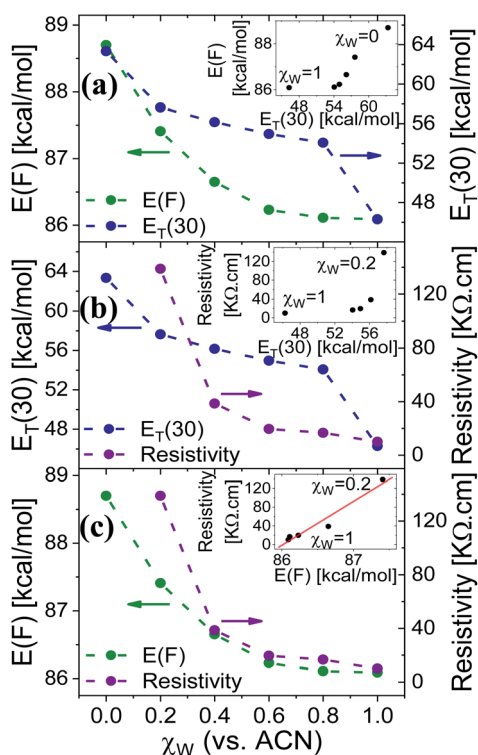 (a)
E(F) [kcal/mol]
89
88
87
86
E_T(30) [kcal/mol]
64
60
56
52
48
E(F)
E_T(30)
E(F) [kcal/mol]
88
86
χ_W=0
χ_W=1
48 54 60
E_T(30) [kcal/mol]
(b)
E_T(30) [kcal/mol]
64
60
56
52
48
Resistivity [KΩ.cm]
120
80
40
0
E_T(30)
Resistivity
Resistivity
[KΩ.cm]
120
80
40
0
χ_W=0.2
χ_W=1
48 54
E_T(30) [kcal/mol]
(c)
E(F) [kcal/mol]
89
88
87
86
Resistivity [KΩ.cm]
120
80
40
0
E(F)
Resistivity
Resistivity
[KΩ.cm]
120
80
40
0
χ_W=0.2
χ_W=1
86 87
E(F) [kcal/mol]
0.0 0.2 0.4 0.6 0.8 1.0
χ_W (vs. ACN)